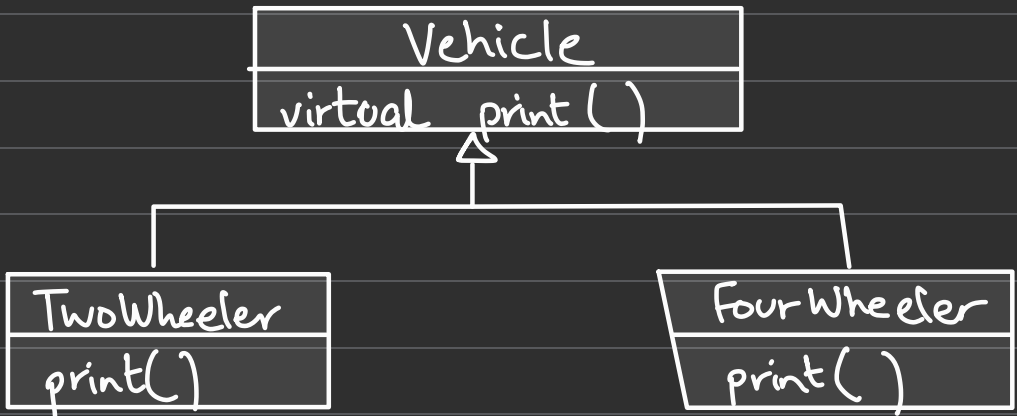 Vehicle
virtual print()
TwoWheeler
print()
FourWheeler
print()